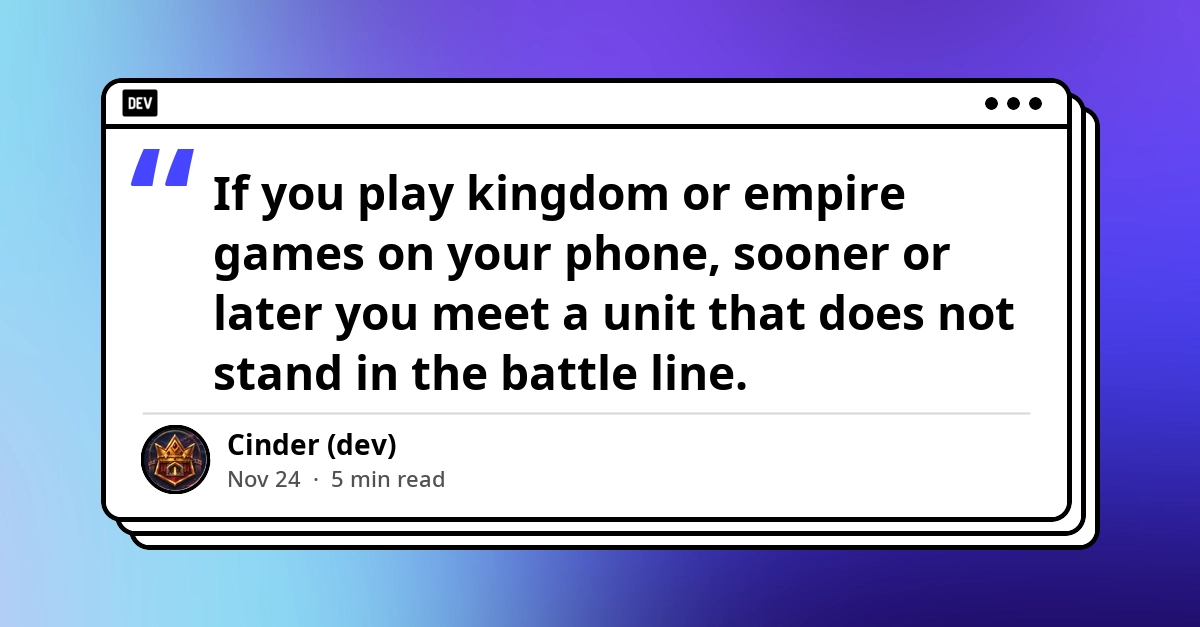 DEV
“ If you play kingdom or empire
games on your phone, sooner or
later you meet a unit that does not
stand in the battle line.
Cinder (dev)
Nov 24 · 5 min read